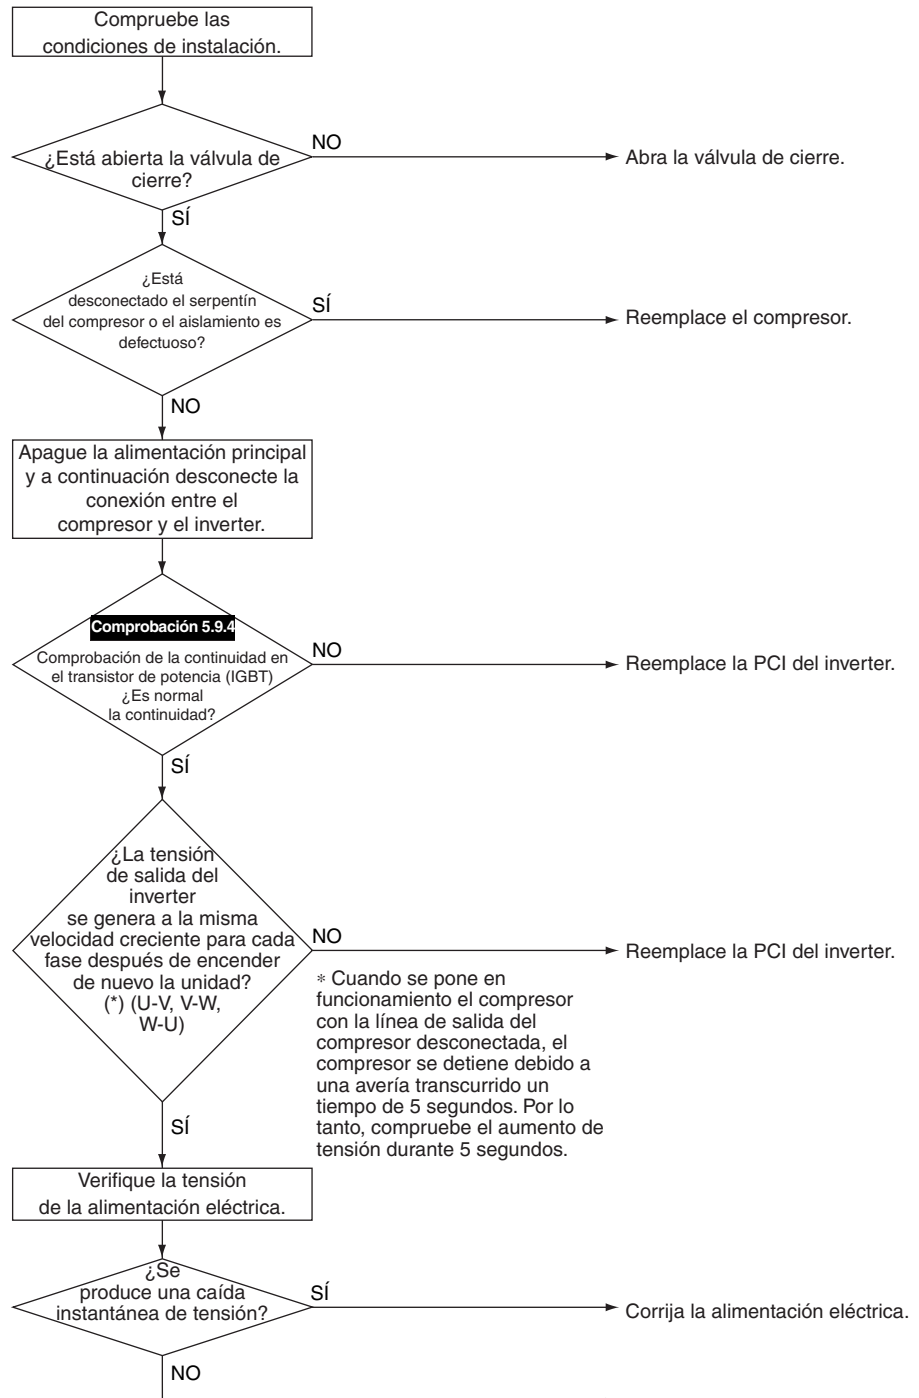 Compruebe las
condiciones de instalación.
¿Está abierta la válvula de
cierre?
NO
Abra la válvula de cierre.
SÍ
¿Está
desconectado el serpentín
del compresor o el aislamiento es
defectuoso?
SÍ
Reemplace el compresor.
NO
Apague la alimentación principal
y a continuación desconecte la
conexión entre el
compresor y el inverter.
Comprobación 5.9.4
Comprobación de la continuidad en
el transistor de potencia (IGBT)
¿Es normal
la continuidad?
NO
Reemplace la PCI del inverter.
SÍ
¿La tensión
de salida del
inverter
se genera a la misma
velocidad creciente para cada
fase después de encender
de nuevo la unidad?
(*) (U-V, V-W,
W-U)
NO
Reemplace la PCI del inverter.
* Cuando se pone en
funcionamiento el compresor
con la línea de salida del
compresor desconectada, el
compresor se detiene debido a
una avería transcurrido un
tiempo de 5 segundos. Por lo
tanto, compruebe el aumento de
tensión durante 5 segundos.
SÍ
Verifique la tensión
de la alimentación eléctrica.
¿Se
produce una caída
instantánea de tensión?
SÍ
Corrija la alimentación eléctrica.
NO